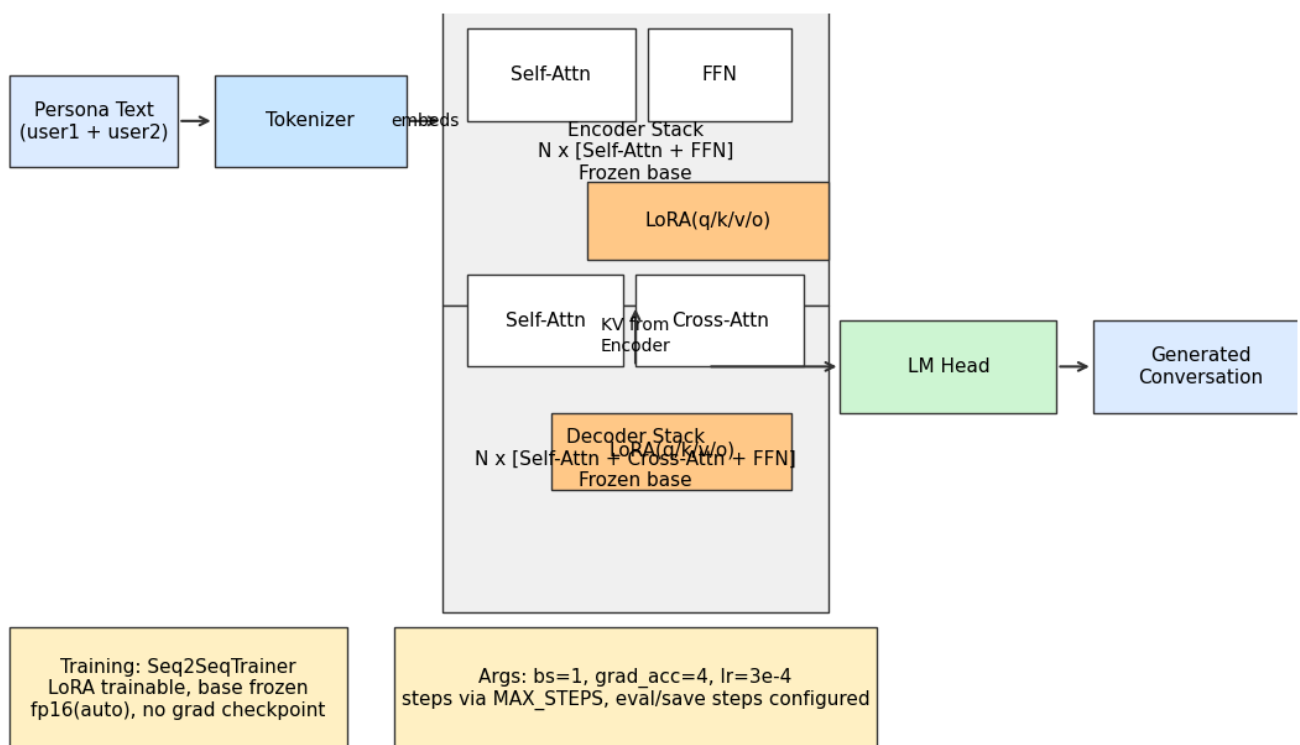 Persona Text
(user1 + user2)
Tokenizer
embeds
Self-Attn
FFN
Encoder Stack
N x [Self-Attn + FFN]
Frozen base
LoRA(q/k/v/o)
Self-Attn
Cross-Attn
KV from
Encoder
LM Head
Generated
Conversation
Decoder Stack
LoRA(q/k/v/o)
N x [Self-Attn + Cross-Attn + FFN]
Frozen base
Training: Seq2SeqTrainer
LoRA trainable, base frozen
fp16(auto), no grad checkpoint
Args: bs=1, grad_acc=4, lr=3e-4
steps via MAX_STEPS, eval/save steps configured